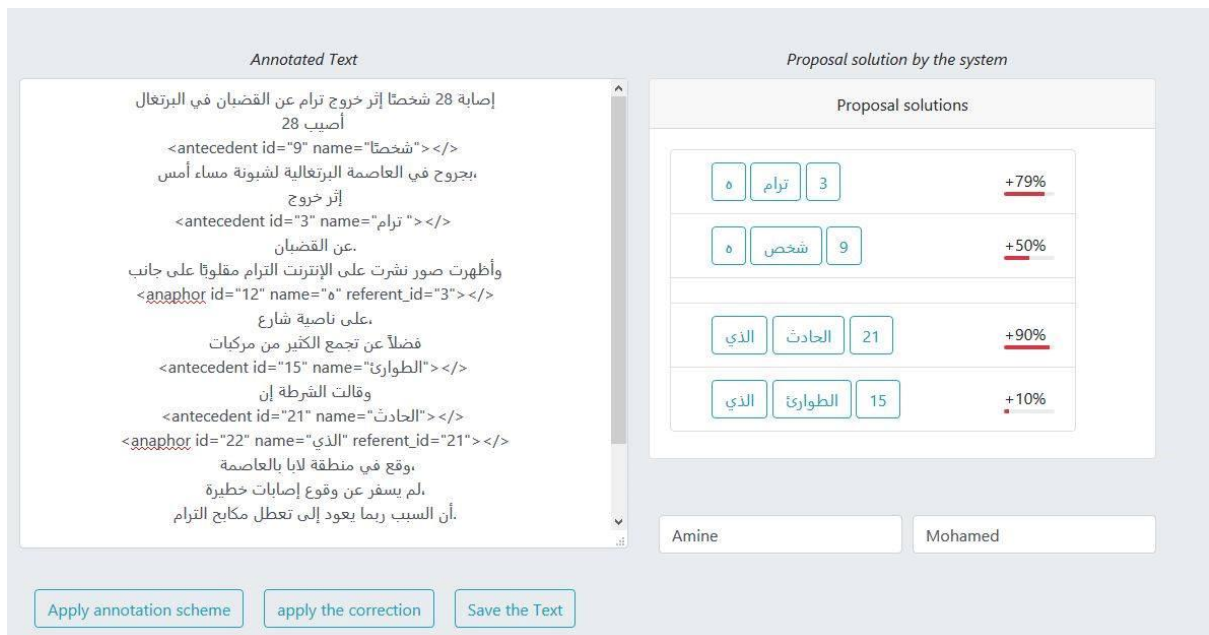 Annotated Text
إصابة 28 شخصًا إثر خروج ترام عن القضبان في البرتغال
أصيب 28
<antecedent id="9" name="شخصًا"></>
بجروح في العاصمة البرتغالية لشبونة مساء أمس،
إثر خروج
<antecedent id="3" name="ترام "></>
عن القضبان.
وأظهرت صور نشرت على الإنترنت الترام مقلوبًا على جانب
<anaphor id="12" name="ه" referent_id="3"></>
على ناصية شارع،
فضلاً عن تجمع الكثير من مركبات
<antecedent id="15" name="الطوارئ"></>
وقالت الشرطة إن
<antecedent id="21" name="الحادث"></>
<anaphor id="22" name="الذي" referent_id="21"></>
وقع في منطقة لابا بالعاصمة،
لم يسفر عن وقوع إصابات خطيرة،
أن السبب ربما يعود إلى تعطل مكابح الترام.
Apply annotation scheme apply the correction Save the Text
Proposal solution by the system
Proposal solutions
ه ترام 3 +79%
ه شخص 9 +50%
الذي الحادث 21 +90%
الذي الطوارئ 15 +10%
Amine Mohamed